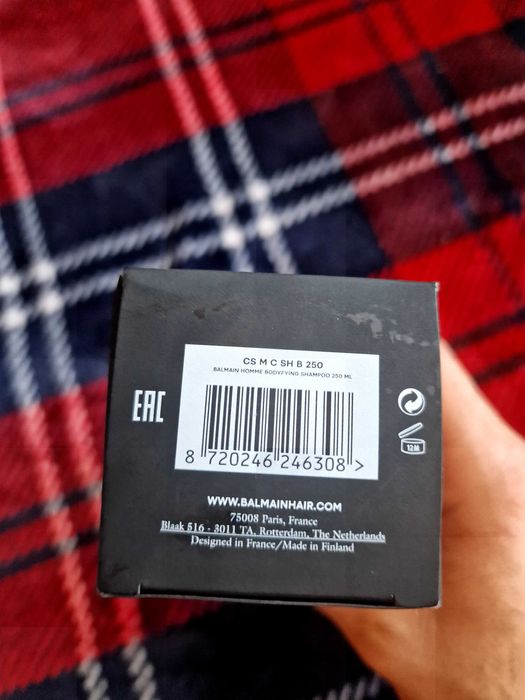 CS M C SH B 250
BALMAIN HOMME BODYFYING SHAMPOO 250 ML
EAC
12M
8 720246 246308 >
WWW.BALMAINHAIR.COM
75008 Paris, France
Blaak 516 - 3011 TA, Rotterdam, The Netherlands
Designed in France/Made in Finland